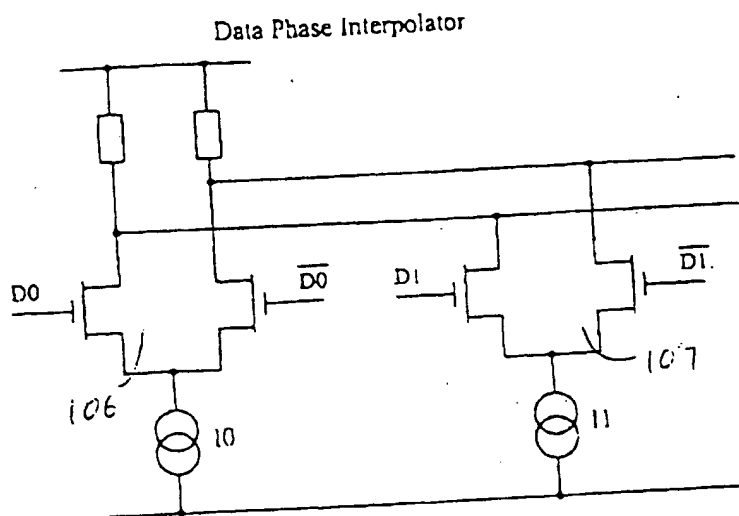 Data Phase Interpolator
D0
D0
D1
D1.
106
107
I0
I1